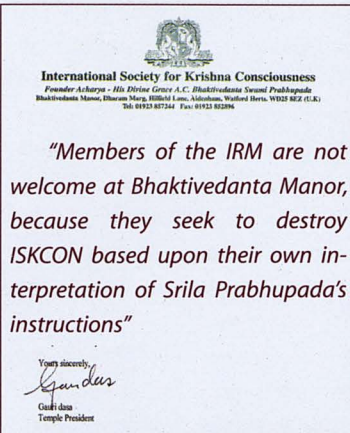 International Society for Krishna Consciousness
Founder Acharya - His Divine Grace A.C. Bhaktivedanta Swami Prabhupada
Bhaktivedanta Manor, Dharam Marg, Hilfield Lane, Aldenham, Watford Herts. WD25 8EZ (U.K)
Tel: 01923 857244 Fax: 01923 852896
"Members of the IRM are not
welcome at Bhaktivedanta Manor,
because they seek to destroy
ISKCON based upon their own in-
terpretation of Srila Prabhupada's
instructions"
Yours sincerely,
Gauri dasa
Temple President